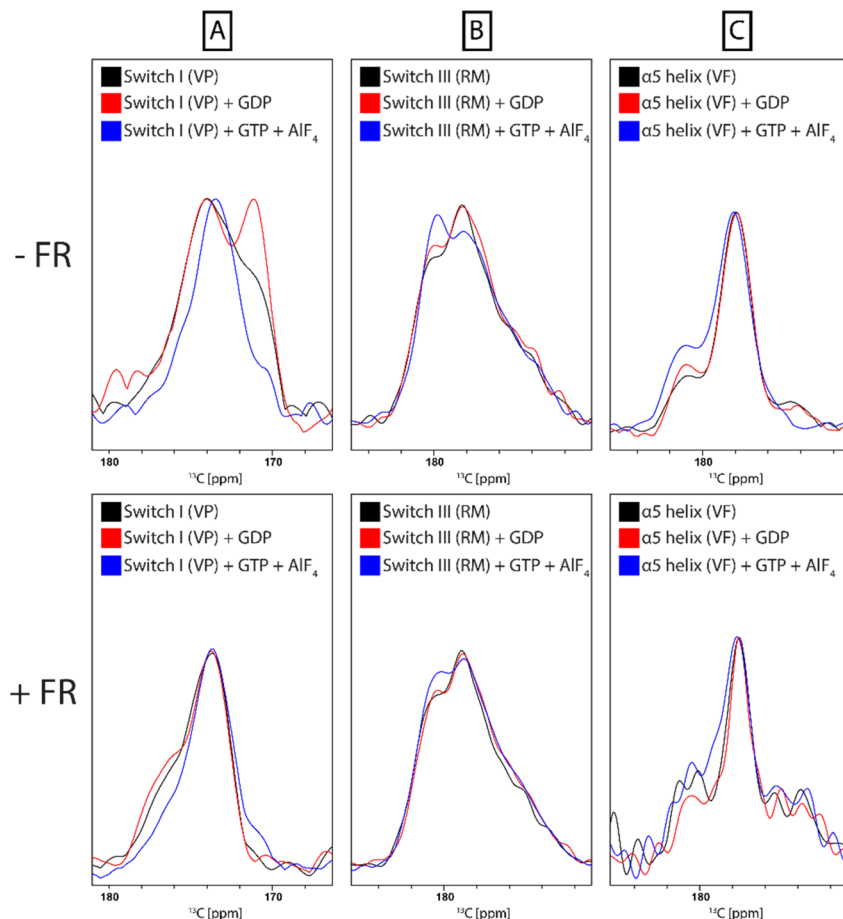 A B C
Switch I (VP)
Switch I (VP) + GDP
Switch I (VP) + GTP + AlF₄
Switch III (RM)
Switch III (RM) + GDP
Switch III (RM) + GTP + AlF₄
α5 helix (VF)
α5 helix (VF) + GDP
α5 helix (VF) + GTP + AlF₄
- FR
180 170
¹³C [ppm]
180
¹³C [ppm]
180
¹³C [ppm]
Switch I (VP)
Switch I (VP) + GDP
Switch I (VP) + GTP + AlF₄
Switch III (RM)
Switch III (RM) + GDP
Switch III (RM) + GTP + AlF₄
α5 helix (VF)
α5 helix (VF) + GDP
α5 helix (VF) + GTP + AlF₄
+ FR
180 170
¹³C [ppm]
180
¹³C [ppm]
180
¹³C [ppm]